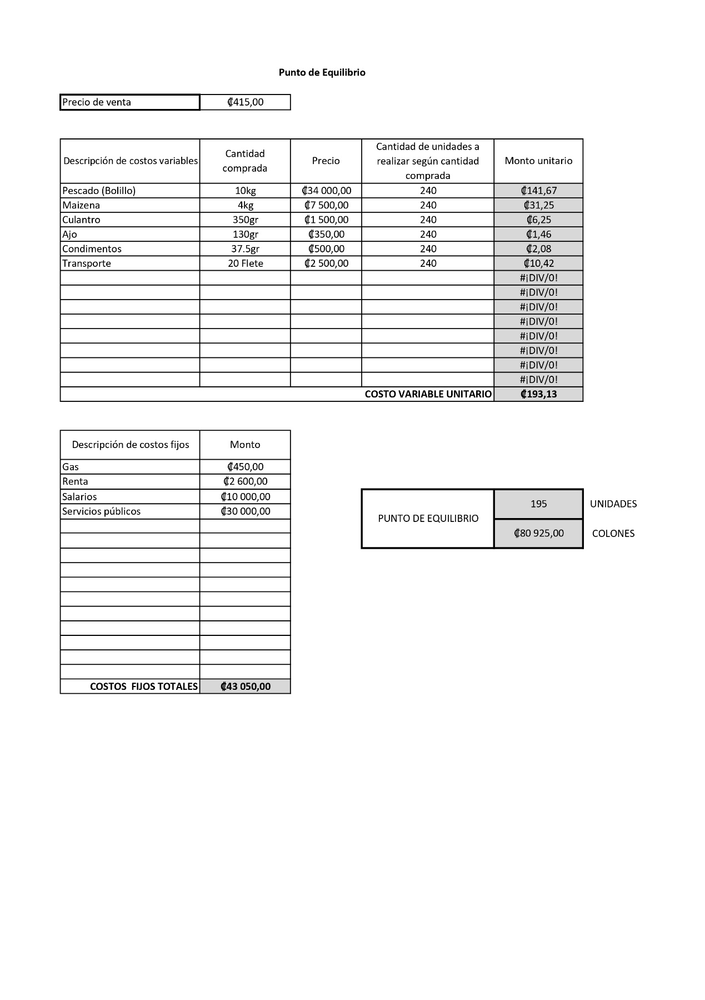 Punto de Equilibrio
Precio de venta ₡415,00
Descripción de costos variables Cantidad comprada Precio Cantidad de unidades a realizar según cantidad comprada Monto unitario
Pescado (Bolillo) 10kg ₡34 000,00 240 ₡141,67
Maizena 4kg ₡7 500,00 240 ₡31,25
Culantro 350gr ₡1 500,00 240 ₡6,25
Ajo 130gr ₡350,00 240 ₡1,46
Condimentos 37.5gr ₡500,00 240 ₡2,08
Transporte 20 Flete ₡2 500,00 240 ₡10,42
#¡DIV/0!
#¡DIV/0!
#¡DIV/0!
#¡DIV/0!
#¡DIV/0!
#¡DIV/0!
#¡DIV/0!
#¡DIV/0!
COSTO VARIABLE UNITARIO ₡193,13
Descripción de costos fijos Monto
Gas ₡450,00
Renta ₡2 600,00
Salarios ₡10 000,00
Servicios públicos ₡30 000,00
COSTOS FIJOS TOTALES ₡43 050,00
PUNTO DE EQUILIBRIO
195 UNIDADES
₡80 925,00 COLONES